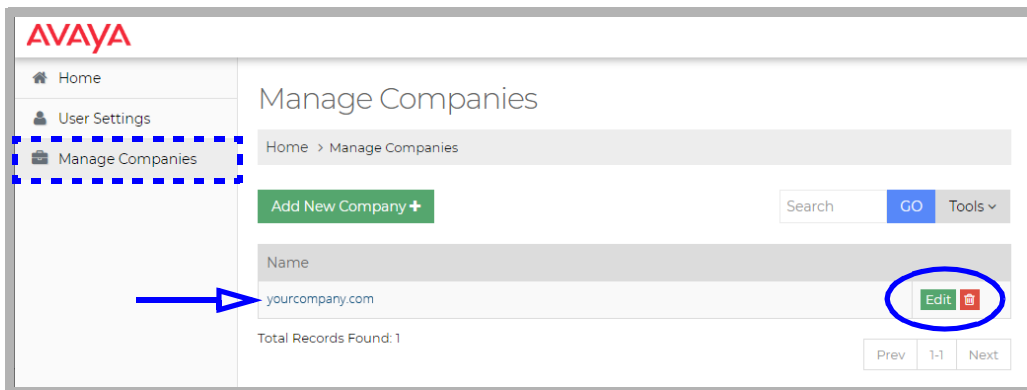 AVAYA
Home
User Settings
Manage Companies
Manage Companies
Home > Manage Companies
Add New Company +
Search GO Tools
Name
yourcompany.com Edit
Total Records Found: 1
Prev 1-1 Next